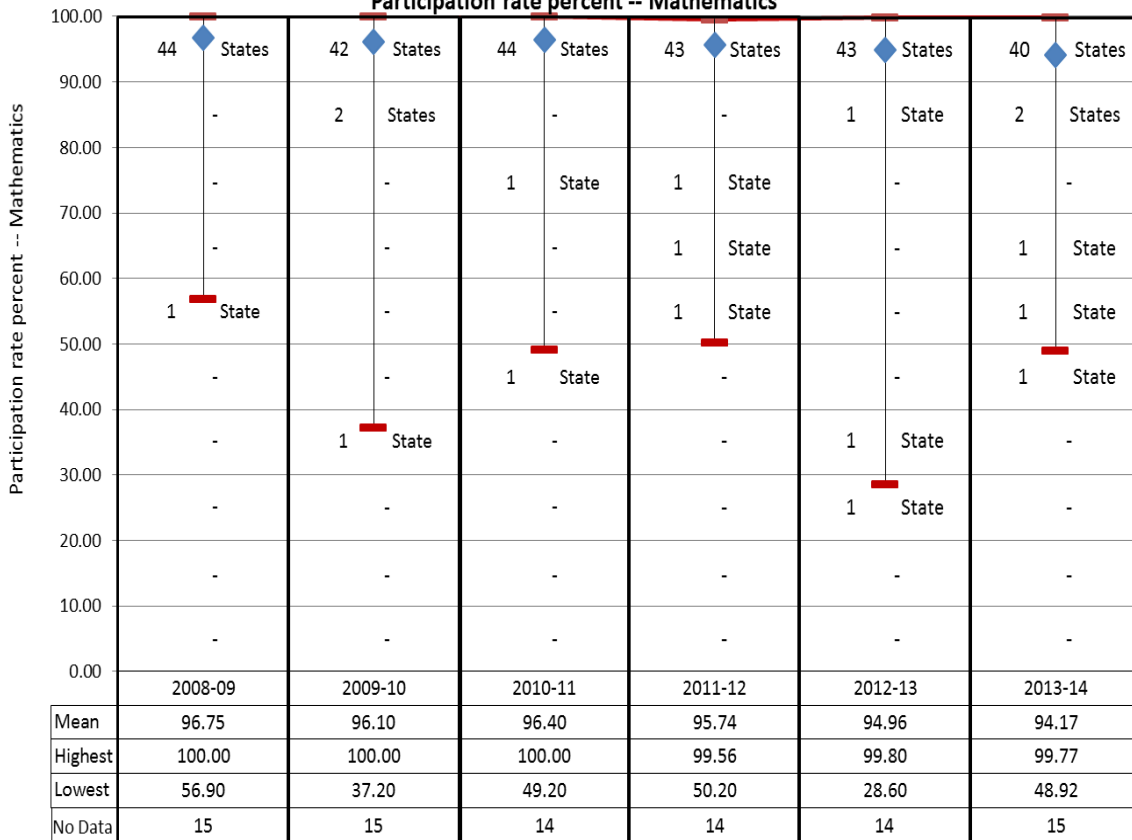 Participation rate percent -- Mathematics
Participation rate percent -- Mathematics
100.00
44 States 42 States 44 States 43 States 43 States 40 States
90.00
- 2 States - - 1 State 2 States
80.00
- - 1 State 1 State - -
70.00
- - - 1 State - 1 State
60.00
1 State - - 1 State - 1 State
50.00
- - 1 State - - 1 State
40.00
- 1 State - - 1 State -
30.00
- - - - 1 State -
20.00
- - - - - -
10.00
- - - - - -
0.00
2008-09 2009-10 2010-11 2011-12 2012-13 2013-14
Mean 96.75 96.10 96.40 95.74 94.96 94.17
Highest 100.00 100.00 100.00 99.56 99.80 99.77
Lowest 56.90 37.20 49.20 50.20 28.60 48.92
No Data 15 15 14 14 14 15